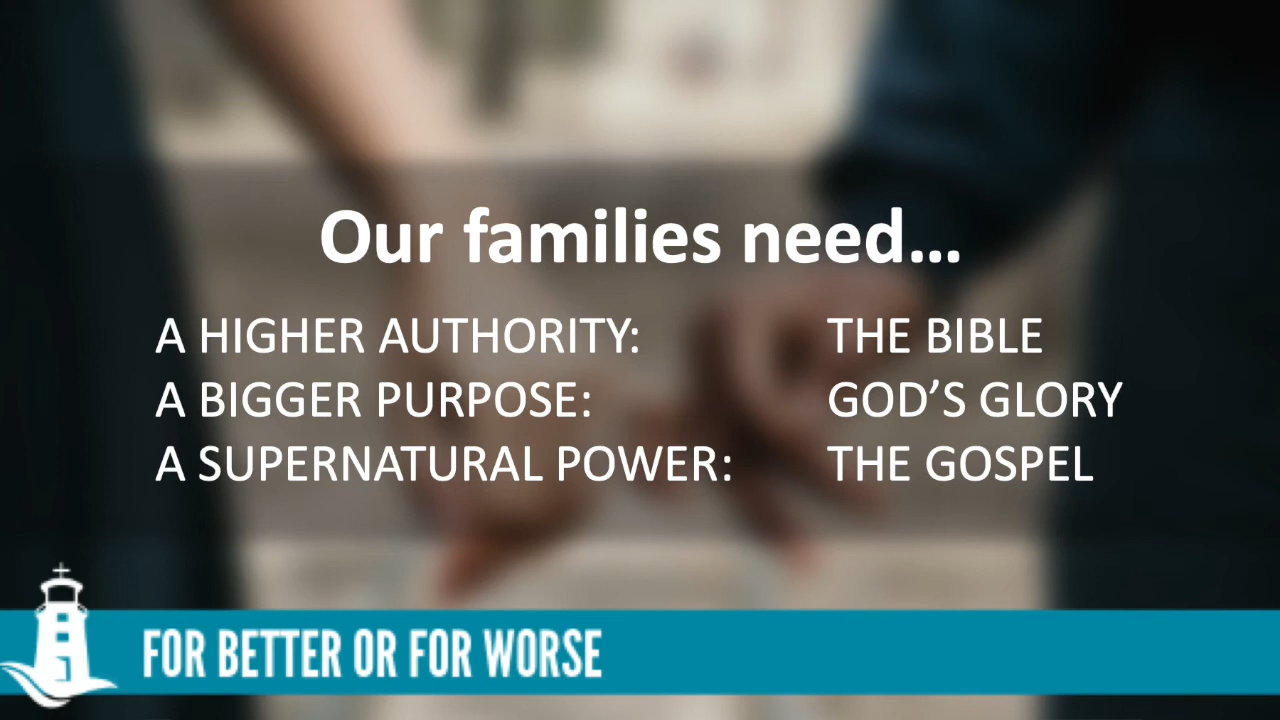 Our families need…
A HIGHER AUTHORITY: THE BIBLE
A BIGGER PURPOSE: GOD’S GLORY
A SUPERNATURAL POWER: THE GOSPEL
FOR BETTER OR FOR WORSE